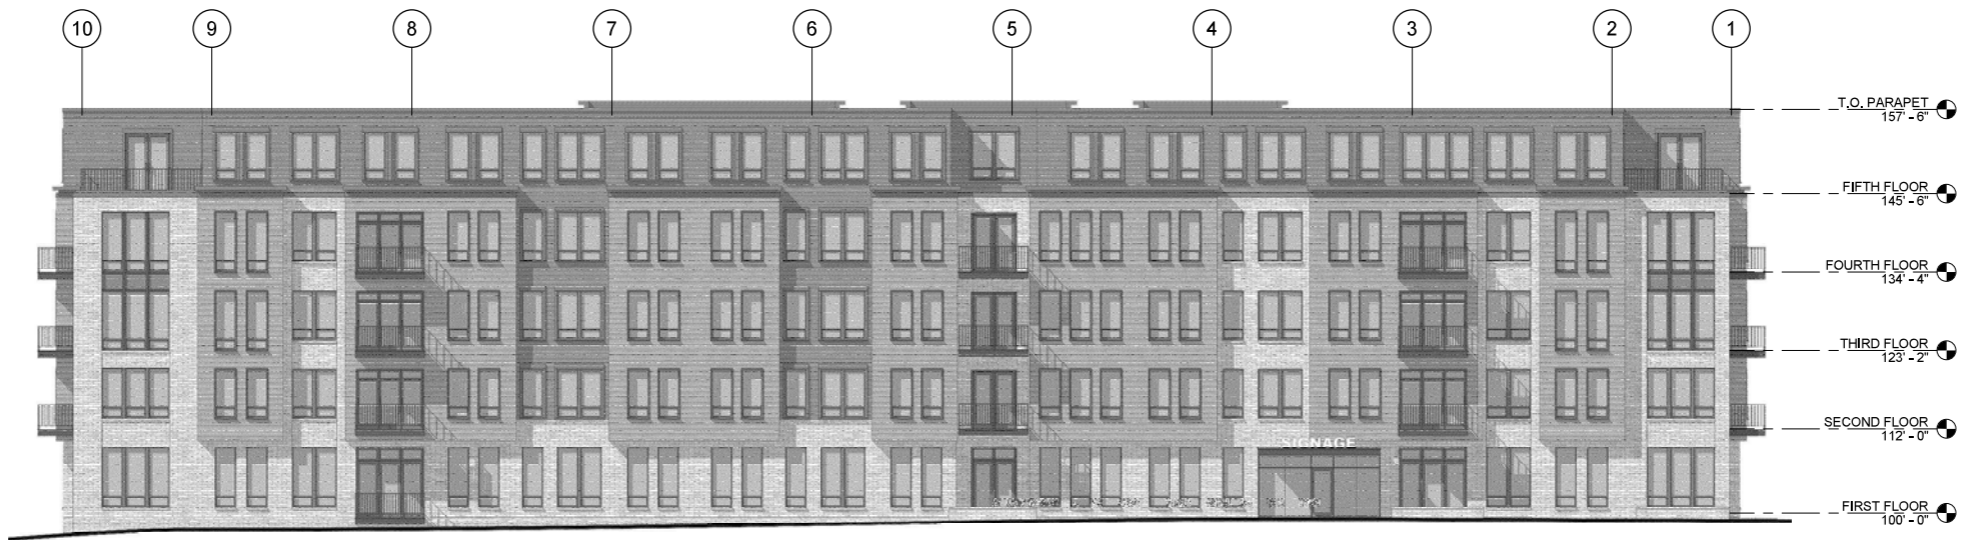 10 9 8 7 6 5 4 3 2 1
T.O. PARAPET
157' - 6"
FIFTH FLOOR
145' - 6"
FOURTH FLOOR
134' - 4"
THIRD FLOOR
123' - 2"
SECOND FLOOR
112' - 0"
SIGNAGE
FIRST FLOOR
100' - 0"